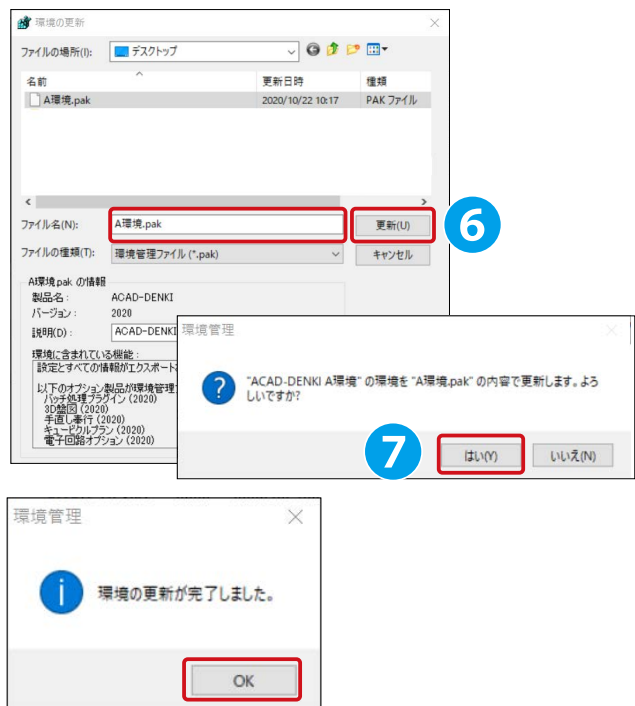 環境の更新
ファイルの場所(I): デスクトップ
名前 更新日時 種類
A環境.pak 2020/10/22 10:17 PAK ファイル
ファイル名(N): A環境.pak 更新(U)
6
ファイルの種類(T): 環境管理ファイル (*.pak) キャンセル
A環境.pak の情報
製品名: ACAD-DENKI
バージョン: 2020
説明(D): ACAD-DENKI
環境に含まれている機能:
設定とすべての情報がエクスポート
以下のオプション製品が環境管理
バッチ処理プラグイン (2020)
3D盤図 (2020)
手直し奉行 (2020)
キュービクルプラン (2020)
電子回路オプション (2020)
環境管理
"ACAD-DENKI A環境" の環境を "A環境.pak" の内容で更新します。よろ
しいですか?
7
はい(Y) いいえ(N)
環境管理
環境の更新が完了しました。
OK